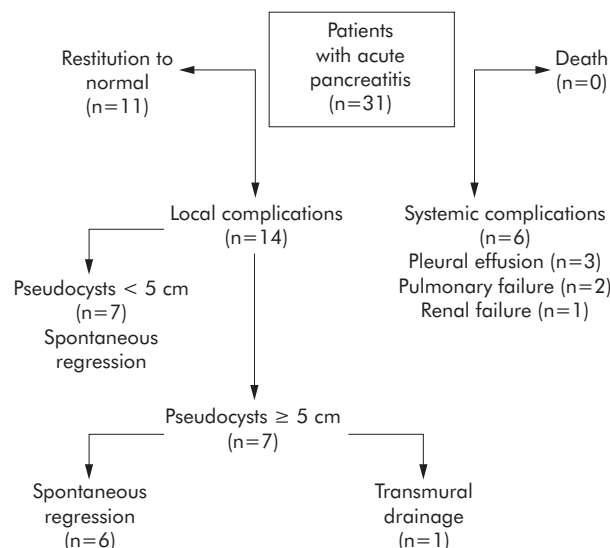 Patients
with acute
pancreatitis
(n=31)
Restitution to
normal
(n=11)
Death
(n=0)
Local complications
(n=14)
Systemic complications
(n=6)
Pleural effusion (n=3)
Pulmonary failure (n=2)
Renal failure (n=1)
Pseudocysts < 5 cm
(n=7)
Spontaneous
regression
Pseudocysts ≥ 5 cm
(n=7)
Spontaneous
regression
(n=6)
Transmural
drainage
(n=1)